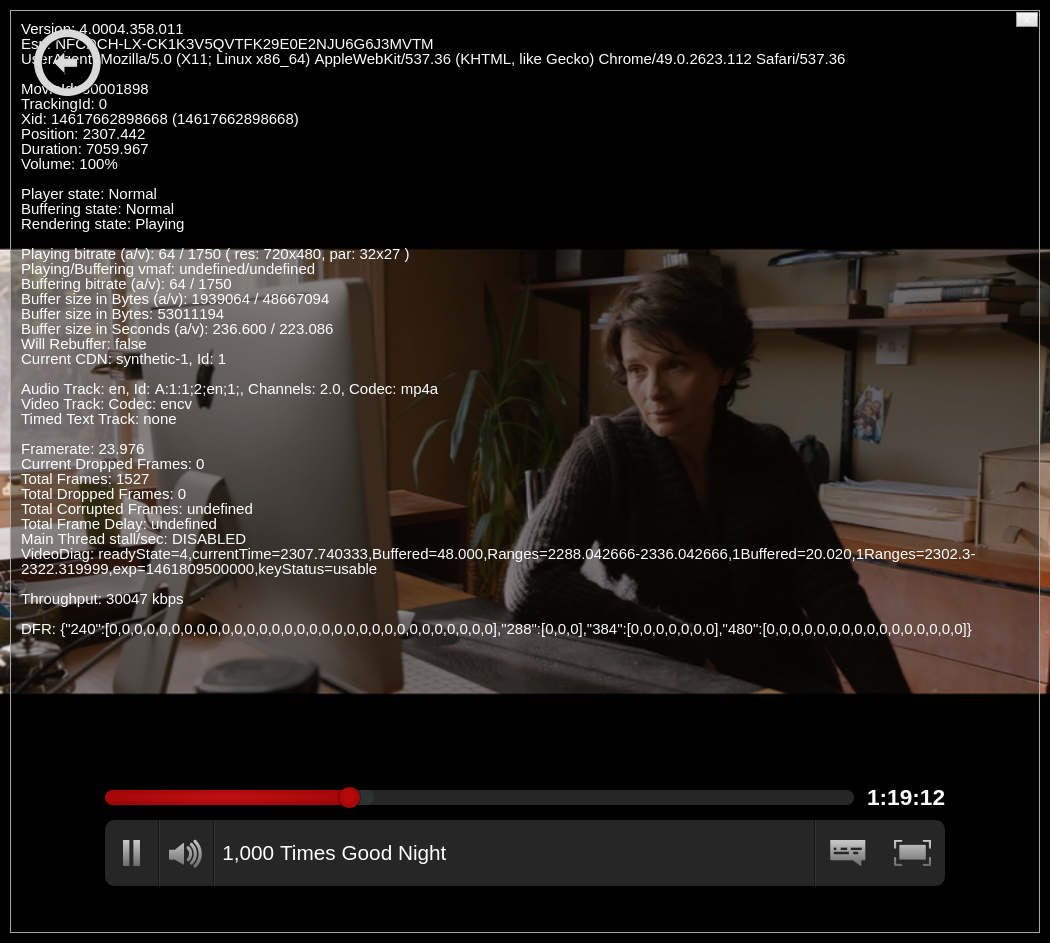 Version: 4.0004.358.011
NFCDCH-LX-CK1K3V5QVTFK29E0E2NJU6G6J3MVTM
UserAgent: Mozilla/5.0 (X11; Linux x86_64) AppleWebKit/537.36 (KHTML, like Gecko) Chrome/49.0.2623.112 Safari/537.36
MovieId: 80001898
TrackingId: 0
Xid: 14617662898668 (14617662898668)
Position: 2307.442
Duration: 7059.967
Volume: 100%
Player state: Normal
Buffering state: Normal
Rendering state: Playing
Playing bitrate (a/v): 64 / 1750 ( res: 720x480, par: 32x27 )
Playing/Buffering vmaf: undefined/undefined
Buffering bitrate (a/v): 64 / 1750
Buffer size in Bytes (a/v): 1939064 / 48667094
Buffer size in Bytes: 53011194
Buffer size in Seconds (a/v): 236.600 / 223.086
Will Rebuffer: false
Current CDN: synthetic-1, Id: 1
Audio Track: en, Id: A:1:1;2;en;1;, Channels: 2.0, Codec: mp4a
Video Track: Codec: encv
Timed Text Track: none
Framerate: 23.976
Current Dropped Frames: 0
Total Frames: 1527
Total Dropped Frames: 0
Total Corrupted Frames: undefined
Total Frame Delay: undefined
Main Thread stall/sec: DISABLED
VideoDiag: readyState=4,currentTime=2307.740333,Buffered=48.000,Ranges=2288.042666-2336.042666,1Buffered=20.020,1Ranges=2302.3-
2322.319999,exp=1461809500000,keyStatus=usable
Throughput: 30047 kbps
DFR: {"240":[0,0,0,0,0,0,0,0,0,0,0,0,0,0,0,0,0,0,0,0,0,0,0,0,0,0,0,0,0,0,0],"288":[0,0,0],"384":[0,0,0,0,0,0,0],"480":[0,0,0,0,0,0,0,0,0,0,0,0,0,0,0,0]}
1:19:12
1,000 Times Good Night